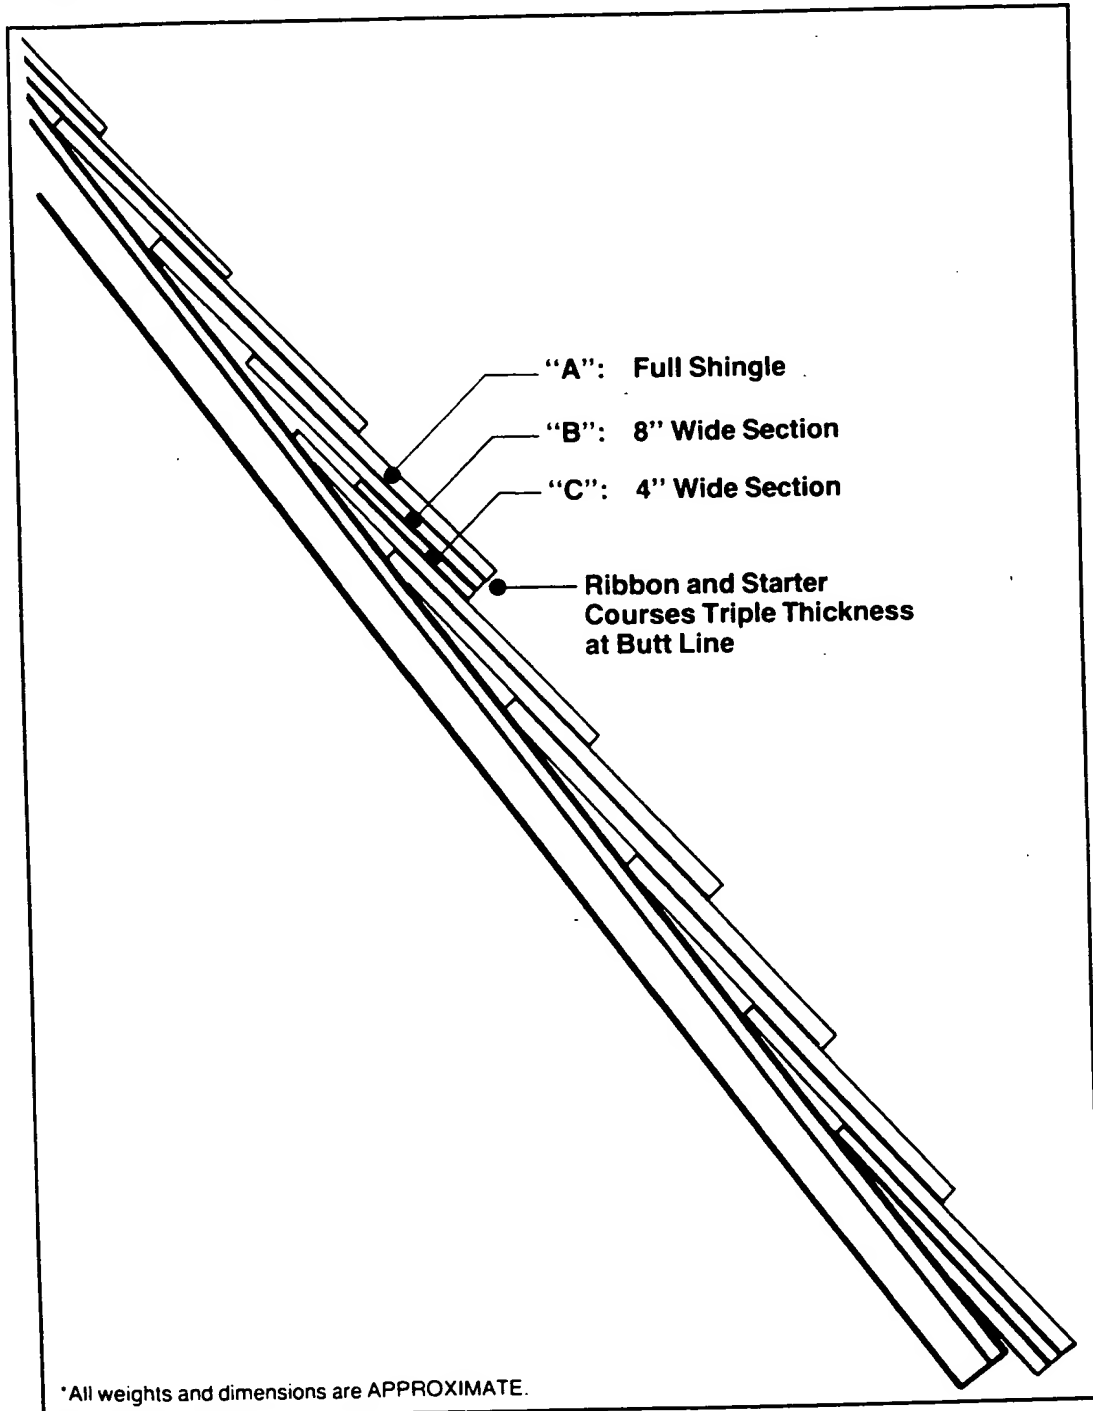 “A”: Full Shingle
“B”: 8” Wide Section
“C”: 4” Wide Section
Ribbon and Starter
Courses Triple Thickness
at Butt Line
*All weights and dimensions are APPROXIMATE.